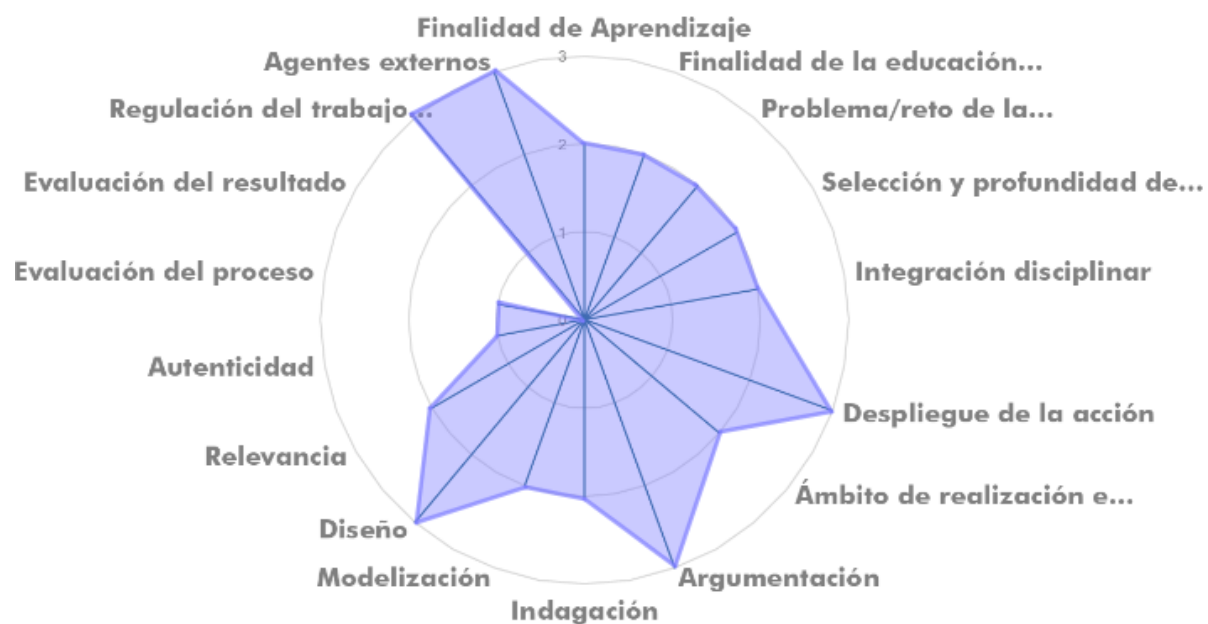 Finalidad de Aprendizaje
Finalidad de la educación...
Problema/reto de la...
Selección y profundidad de...
Integración disciplinar
Despliegue de la acción
Ámbito de realización e...
Argumentación
Indagación
Modelización
Diseño
Relevancia
Autenticidad
Evaluación del proceso
Evaluación del resultado
Regulación del trabajo...
Agentes externos
3
2
1
0